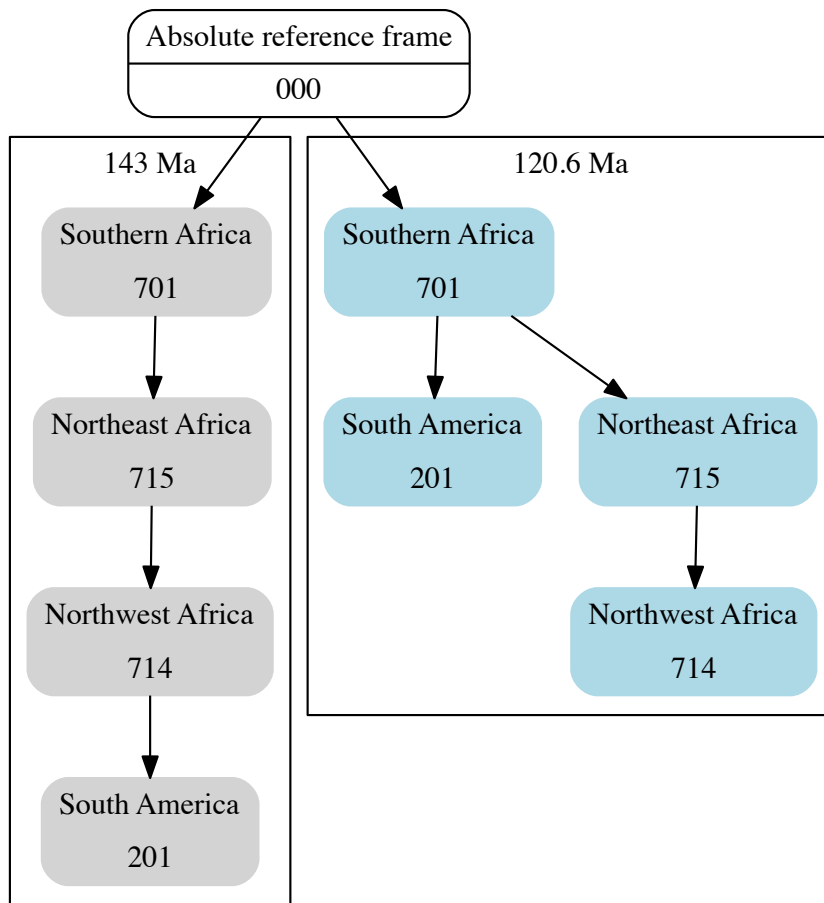 Absolute reference frame
000
143 Ma
Southern Africa
701
Northeast Africa
715
Northwest Africa
714
South America
201
120.6 Ma
Southern Africa
701
South America
201
Northeast Africa
715
Northwest Africa
714